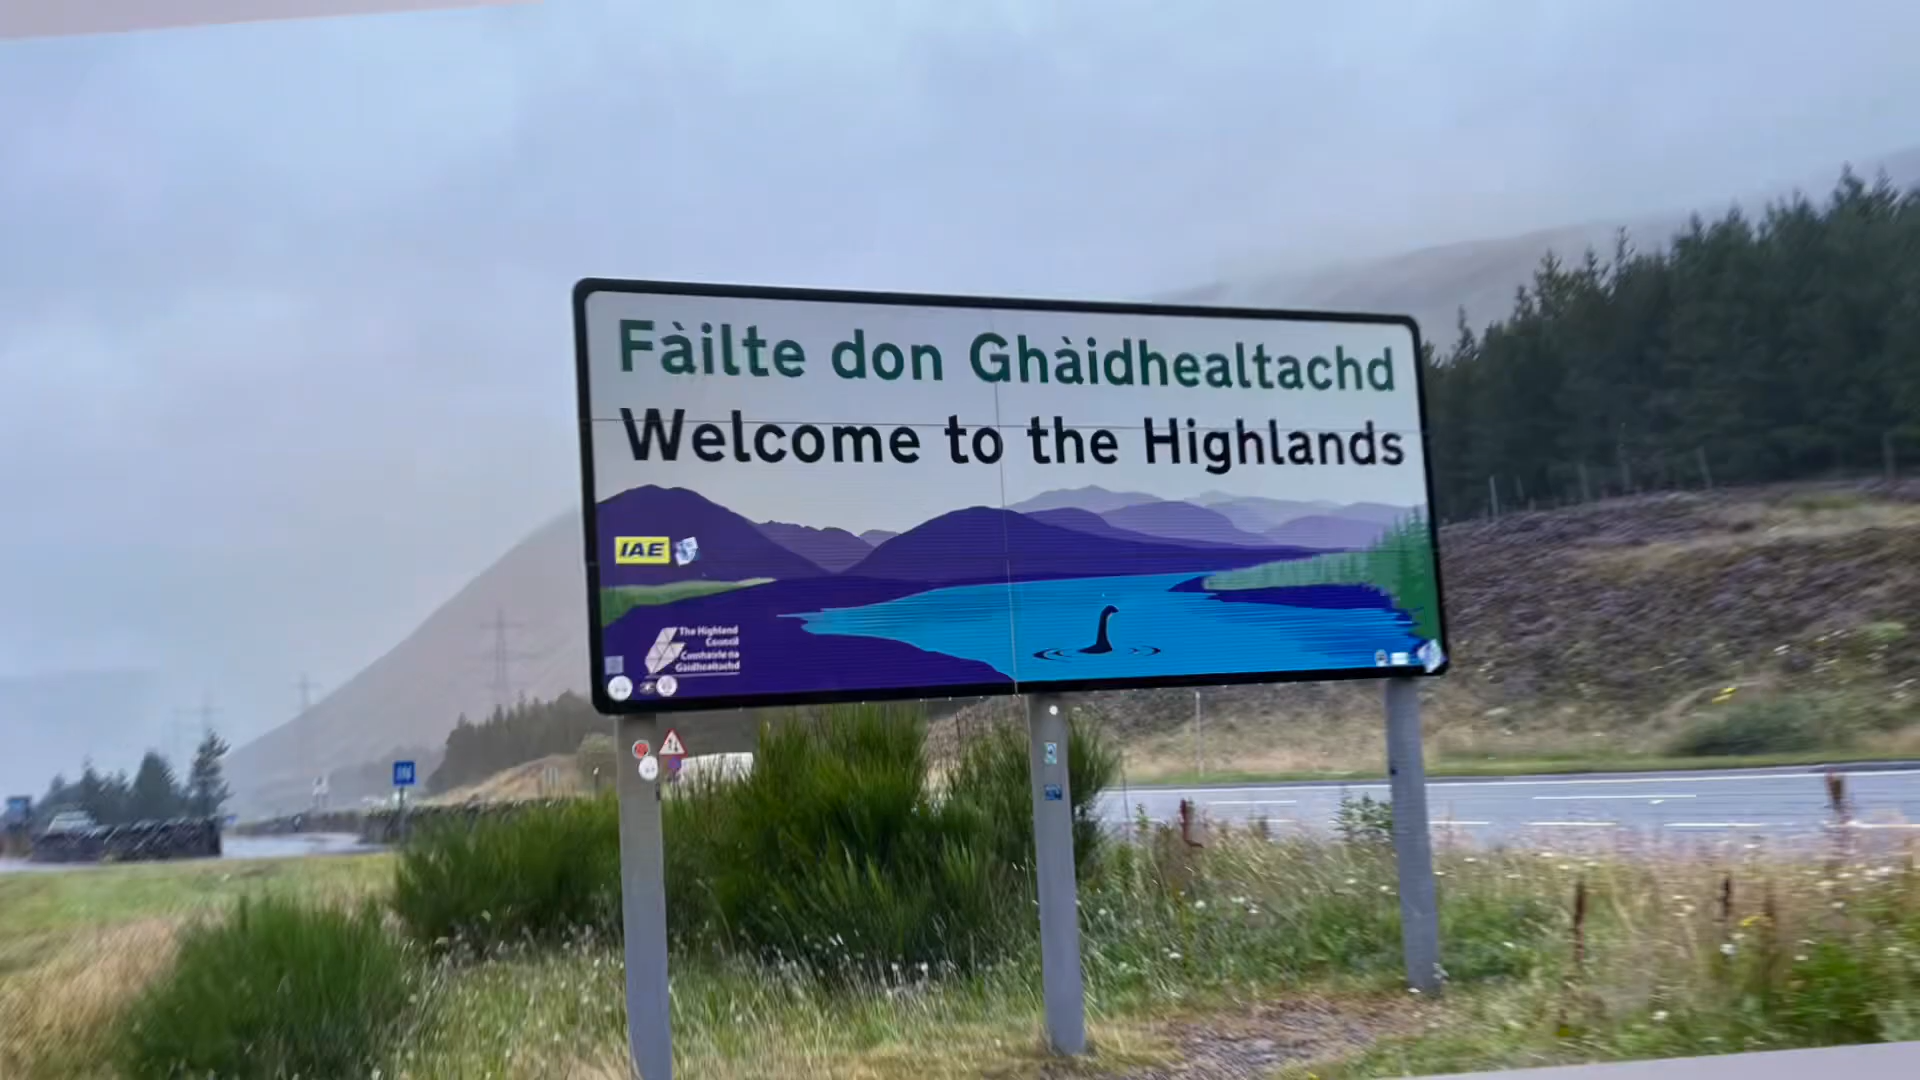 Fàilte don Ghàidhealtachd
Welcome to the Highlands
IAE
The Highland
Council
Comhairle na
Gàidhealtachd